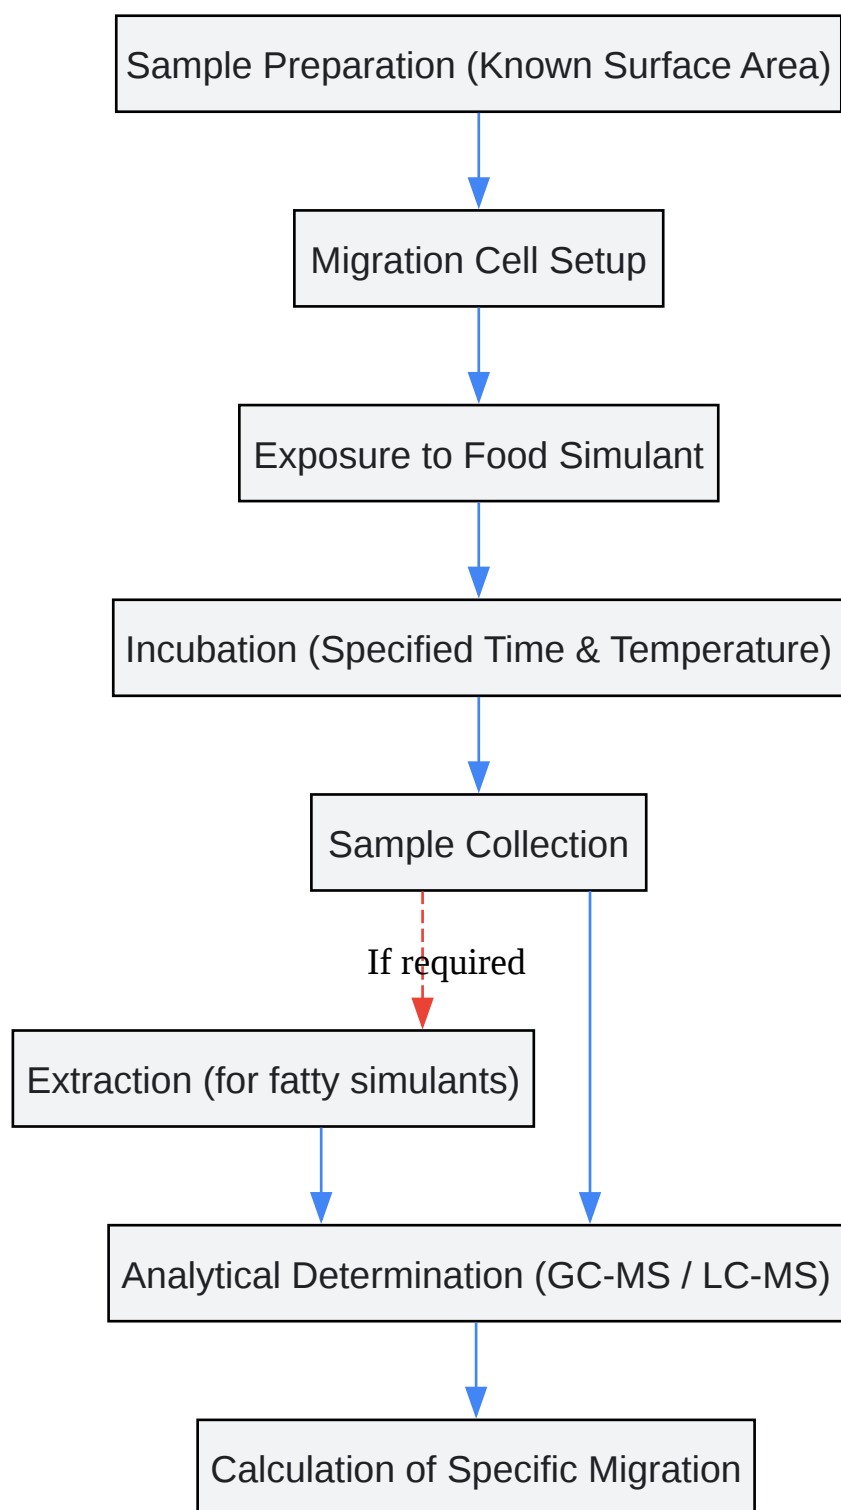 Sample Preparation (Known Surface Area)
Migration Cell Setup
Exposure to Food Simulant
Incubation (Specified Time & Temperature)
Sample Collection
If required
Extraction (for fatty simulants)
Analytical Determination (GC-MS / LC-MS)
Calculation of Specific Migration